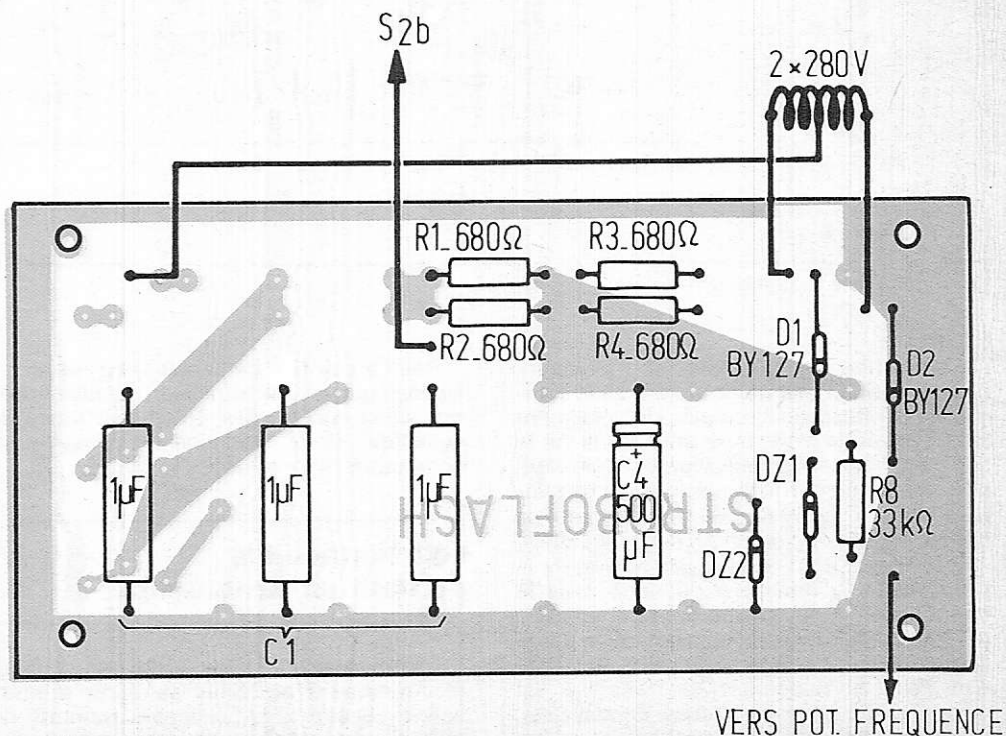 S2b
2×280V
R1_680Ω
R3_680Ω
R2_680Ω
R4_680Ω
D1
BY127
D2
BY127
1µF
1µF
1µF
+
C4
500
µF
DZ1
R8
33kΩ
STROBOFLASH
DZ2
C1
VERS POT. FREQUENCE